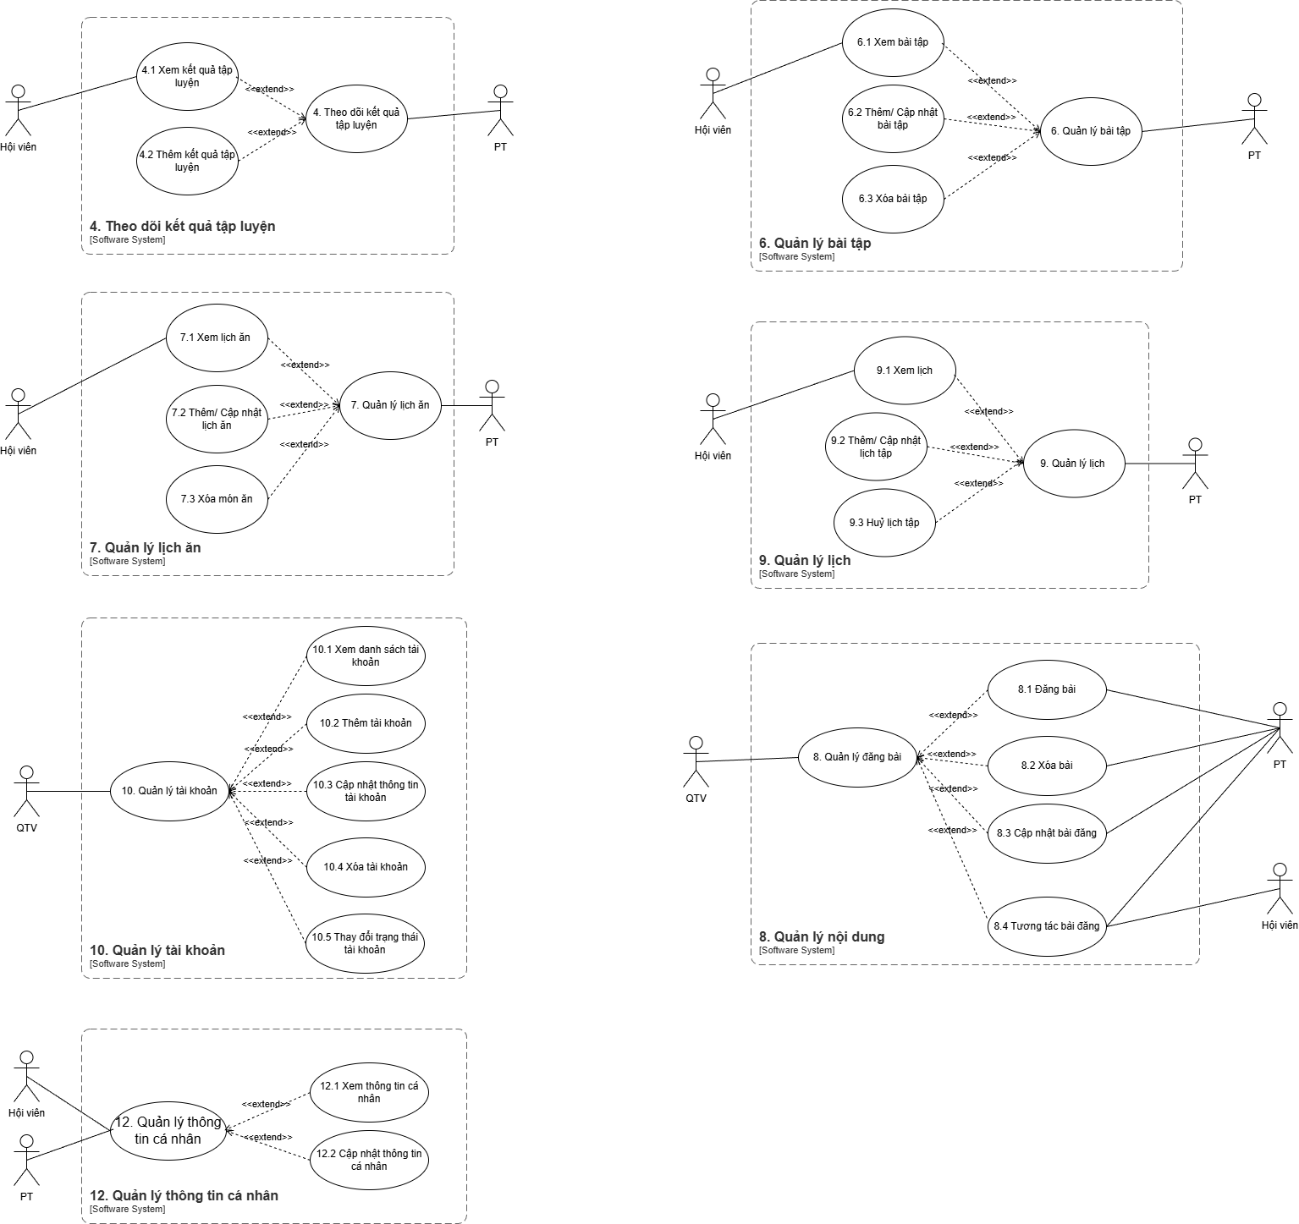 4.1 Xem kết quả tập
luyện
<<extend>>
4. Theo dõi kết quả
tập luyện
<<extend>>
4.2 Thêm kết quả tập
luyện
Hội viên
PT
4. Theo dõi kết quả tập luyện
[Software System]
6.1 Xem bài tập
<<extend>>
6.2 Thêm/ Cập nhật
bài tập
<<extend>>
6. Quản lý bài tập
<<extend>>
6.3 Xóa bài tập
Hội viên
PT
6. Quản lý bài tập
[Software System]
7.1 Xem lịch ăn
<<extend>>
7.2 Thêm/ Cập nhật
lịch ăn
<<extend>>
7. Quản lý lịch ăn
<<extend>>
7.3 Xóa món ăn
Hội viên
PT
7. Quản lý lịch ăn
[Software System]
9.1 Xem lịch
<<extend>>
9.2 Thêm/ Cập nhật
lịch tập
<<extend>>
9. Quản lý lịch
<<extend>>
9.3 Huỷ lịch tập
Hội viên
PT
9. Quản lý lịch
[Software System]
10.1 Xem danh sách tài
khoản
<<extend>>
10.2 Thêm tài khoản
<<extend>>
10. Quản lý tài khoản
<<extend>>
10.3 Cập nhật thông tin
tài khoản
<<extend>>
10.4 Xóa tài khoản
<<extend>>
10.5 Thay đổi trạng thái
tài khoản
QTV
10. Quản lý tài khoản
[Software System]
8.1 Đăng bài
<<extend>>
8. Quản lý đăng bài
<<extend>>
8.2 Xóa bài
<<extend>>
8.3 Cập nhật bài đăng
<<extend>>
8.4 Tương tác bài đăng
QTV
PT
Hội viên
8. Quản lý nội dung
[Software System]
Hội viên
PT
12. Quản lý thông
tin cá nhân
<<extend>>
12.1 Xem thông tin cá
nhân
<<extend>>
12.2 Cập nhật thông tin
cá nhân
12. Quản lý thông tin cá nhân
[Software System]